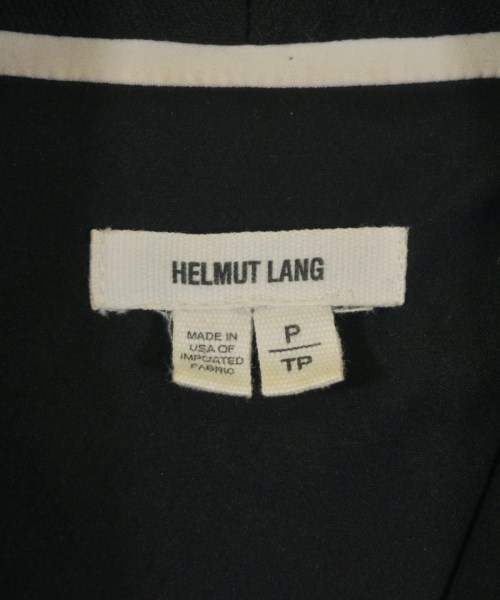 HELMUT LANG
MADE IN
USA OF
IMPORTED
FABRIC
P
TP